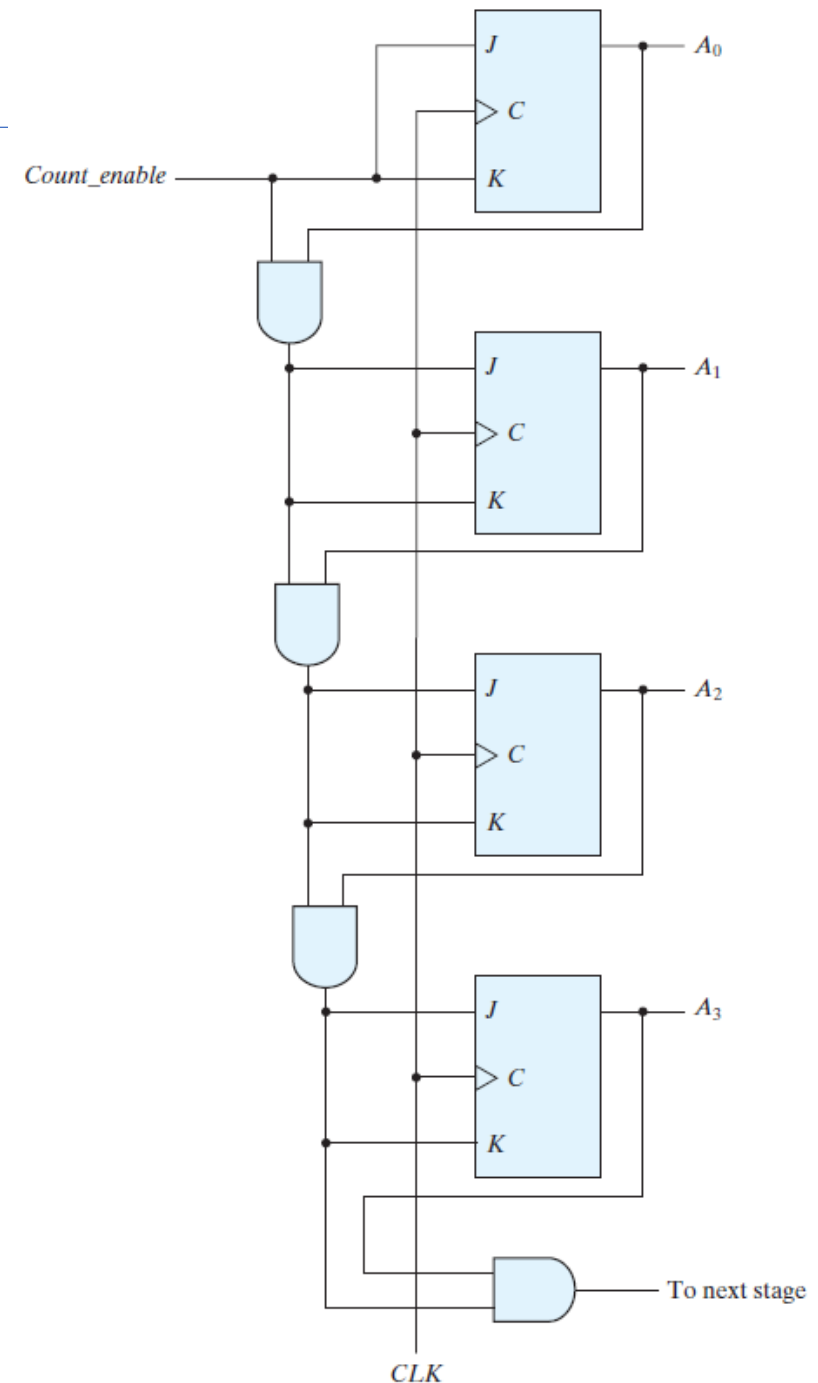 J A₀
C
Count_enable K
J A₁
C
K
J A₂
C
K
J A₃
C
K
To next stage
CLK